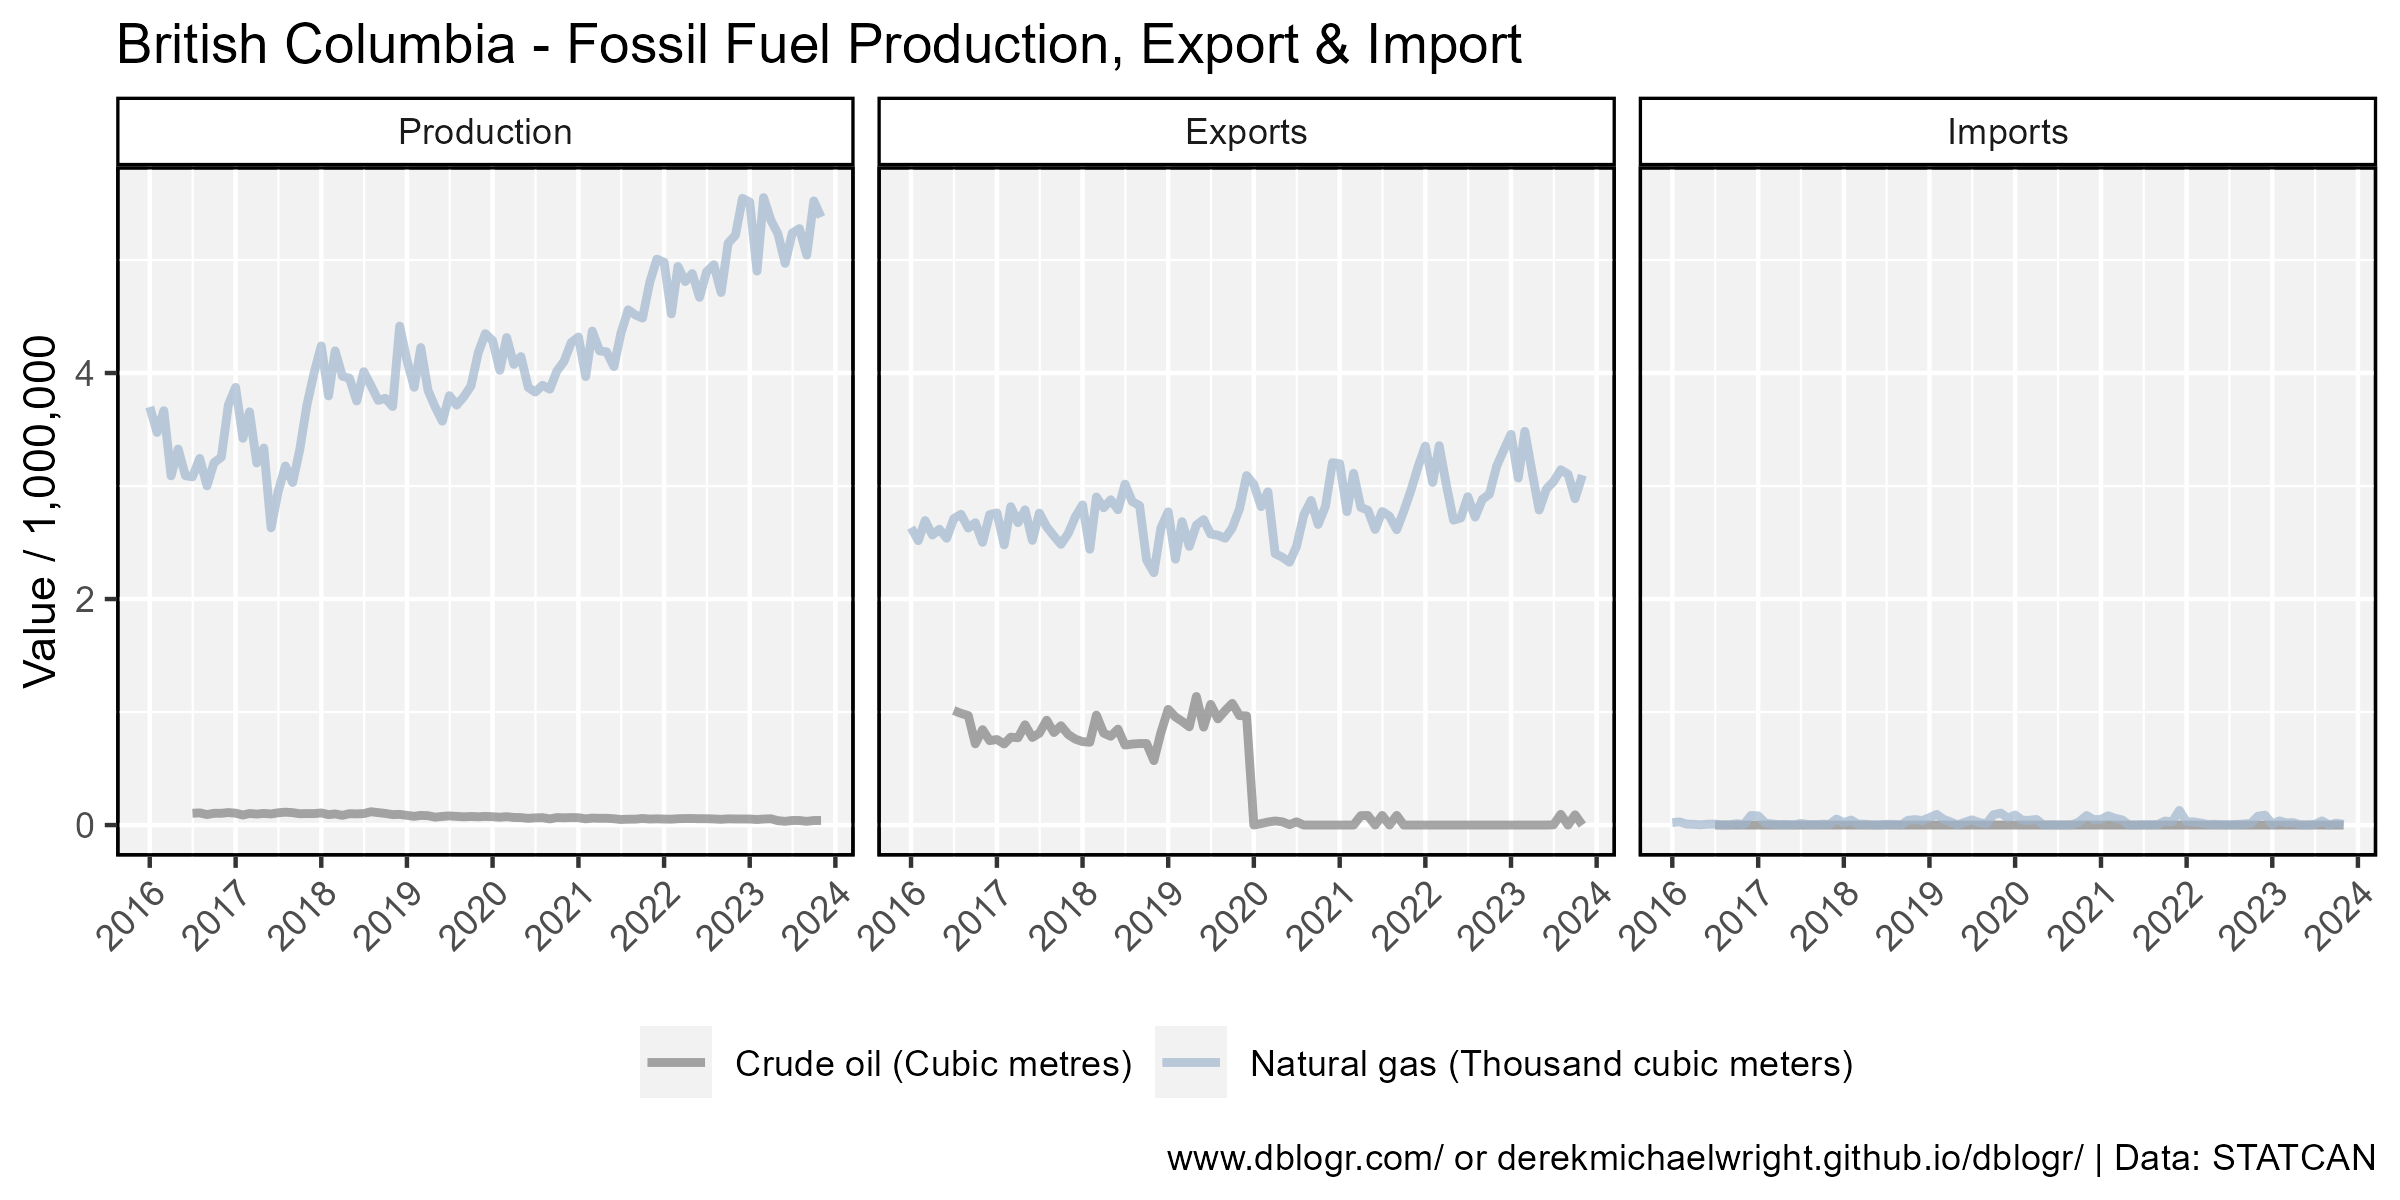 British Columbia - Fossil Fuel Production, Export & Import
Production
Exports
Imports
Value / 1,000,000
4
2
0
2016 2017 2018 2019 2020 2021 2022 2023 2024
2016 2017 2018 2019 2020 2021 2022 2023 2024
2016 2017 2018 2019 2020 2021 2022 2023 2024
Crude oil (Cubic metres) Natural gas (Thousand cubic meters)
www.dblogr.com/ or derekmichaelwright.github.io/dblogr/ | Data: STATCAN